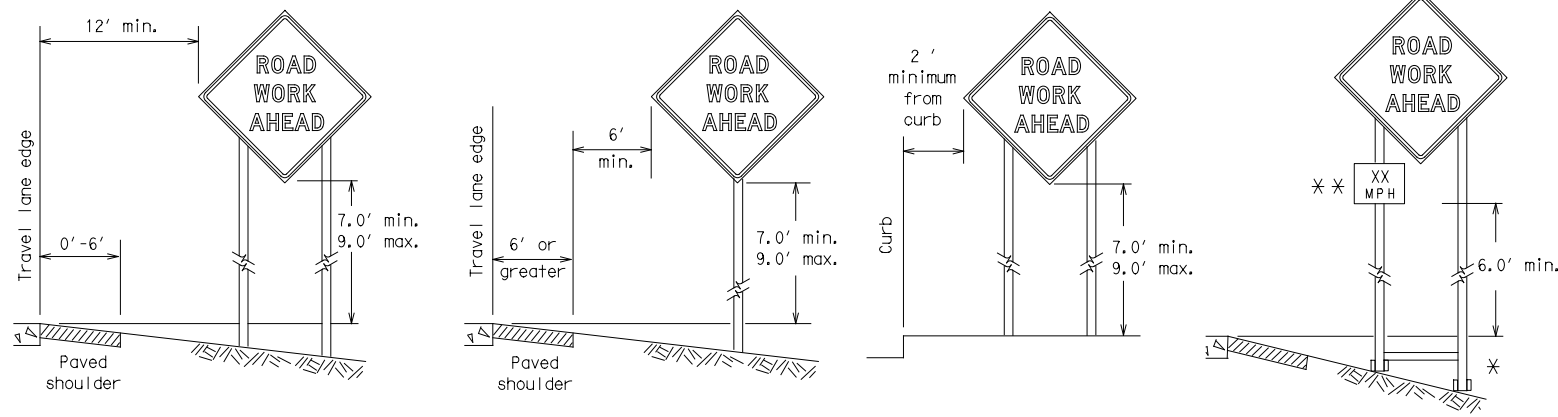 12' min.
ROAD
WORK
AHEAD
Travel lane edge
7.0' min.
9.0' max.
0'-6'
Paved
shoulder
ROAD
WORK
AHEAD
Travel lane edge
6'
min.
7.0' min.
9.0' max.
6' or
greater
Paved
shoulder
2 '
minimum
from
curb
ROAD
WORK
AHEAD
Curb
7.0' min.
9.0' max.
ROAD
WORK
AHEAD
* * XX
MPH
6.0' min.
*